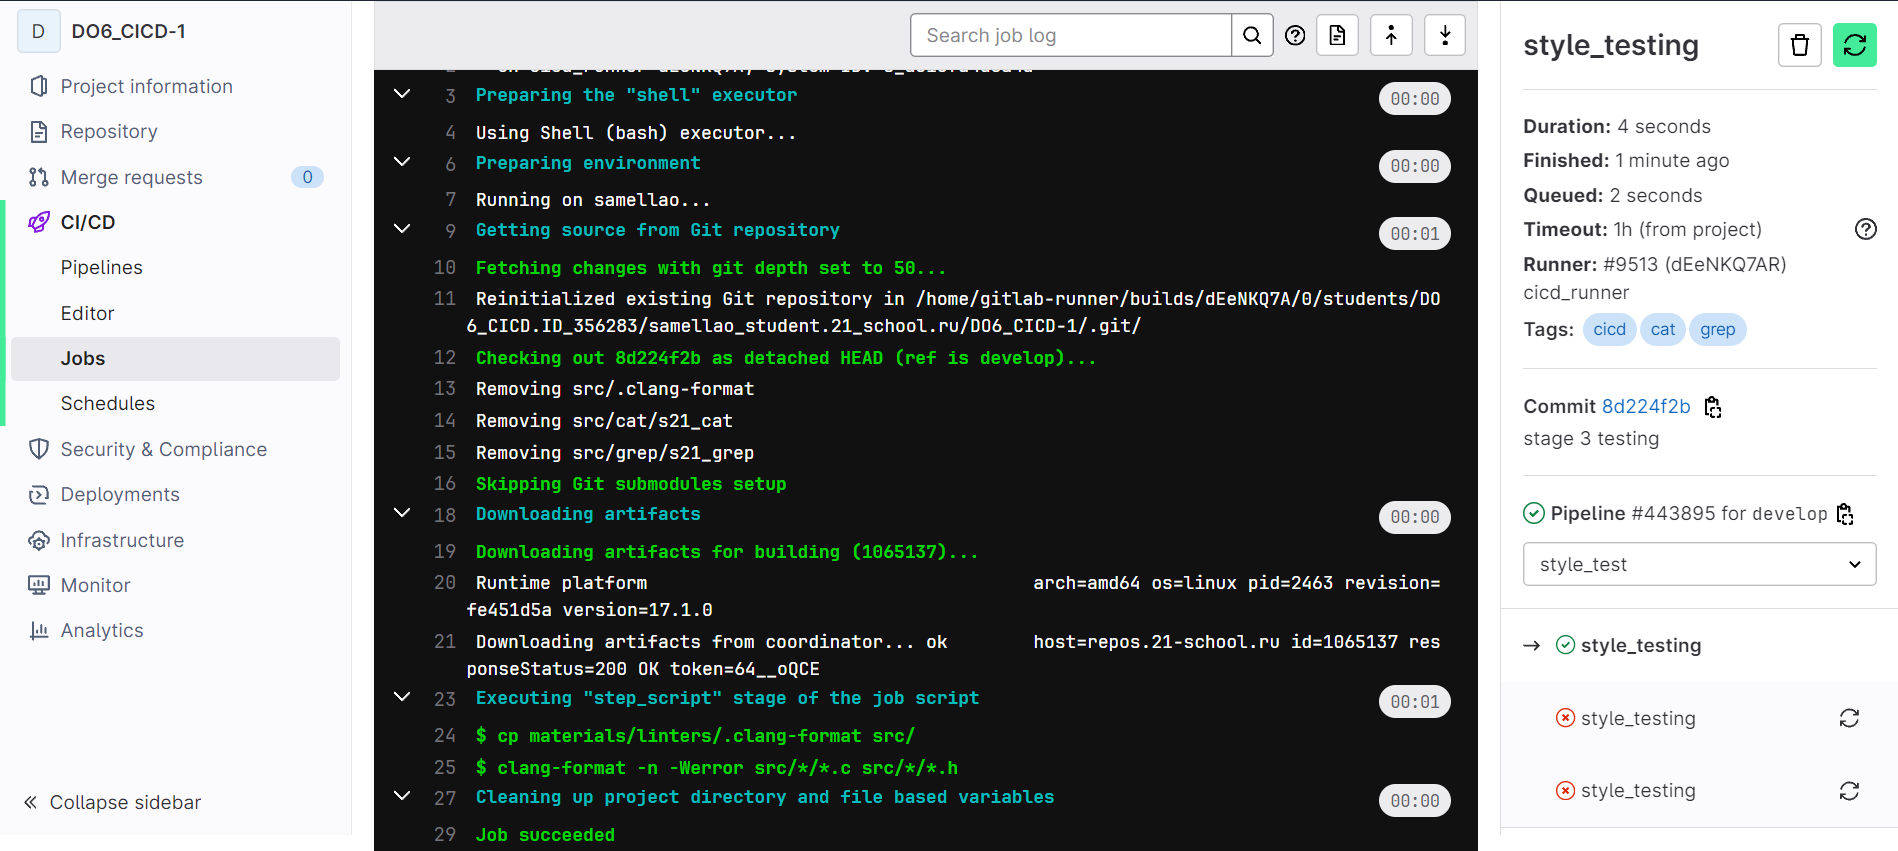 D DO6_CICD-1
Project information
Repository
Merge requests 0
CI/CD
Pipelines
Editor
Jobs
Schedules
Security & Compliance
Deployments
Infrastructure
Monitor
Analytics
Collapse sidebar
Search job log
3 Preparing the "shell" executor 00:00
4 Using Shell (bash) executor...
6 Preparing environment 00:00
7 Running on samellao...
9 Getting source from Git repository 00:01
10 Fetching changes with git depth set to 50...
11 Reinitialized existing Git repository in /home/gitlab-runner/builds/dEeNKQ7A/0/students/DO
6_CICD.ID_356283/samellao_student.21_school.ru/DO6_CICD-1/.git/
12 Checking out 8d224f2b as detached HEAD (ref is develop)...
13 Removing src/.clang-format
14 Removing src/cat/s21_cat
15 Removing src/grep/s21_grep
16 Skipping Git submodules setup
18 Downloading artifacts 00:00
19 Downloading artifacts for building (1065137)...
20 Runtime platform arch=amd64 os=linux pid=2463 revision=
fe451d5a version=17.1.0
21 Downloading artifacts from coordinator... ok host=repos.21-school.ru id=1065137 res
ponseStatus=200 OK token=64__oQCE
23 Executing "step_script" stage of the job script 00:01
24 $ cp materials/linters/.clang-format src/
25 $ clang-format -n -Werror src/*/*.c src/*/*.h
27 Cleaning up project directory and file based variables 00:00
29 Job succeeded
style_testing
Duration: 4 seconds
Finished: 1 minute ago
Queued: 2 seconds
Timeout: 1h (from project)
Runner: #9513 (dEeNKQ7AR)
cicd_runner
Tags: cicd cat grep
Commit 8d224f2b
stage 3 testing
Pipeline #443895 for develop
style_test
→ style_testing
style_testing
style_testing